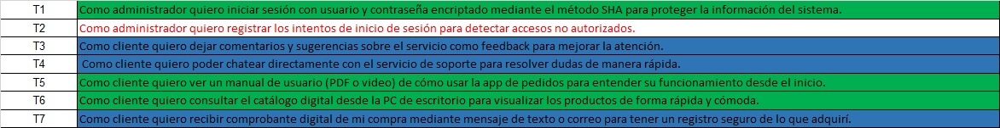 T1 Como administrador quiero iniciar sesión con usuario y contraseña encriptado mediante el método SHA para proteger la información del sistema.
T2 Como administrador quiero registrar los intentos de inicio de sesión para detectar accesos no autorizados.
T3 Como cliente quiero dejar comentarios y sugerencias sobre el servicio como feedback para mejorar la atención.
T4 Como cliente quiero poder chatear directamente con el servicio de soporte para resolver dudas de manera rápida.
T5 Como cliente quiero ver un manual de usuario (PDF o video) de cómo usar la app de pedidos para entender su funcionamiento desde el inicio.
T6 Como cliente quiero consultar el catálogo digital desde la PC de escritorio para visualizar los productos de forma rápida y cómoda.
T7 Como cliente quiero recibir comprobante digital de mi compra mediante mensaje de texto o correo para tener un registro seguro de lo que adquirí.